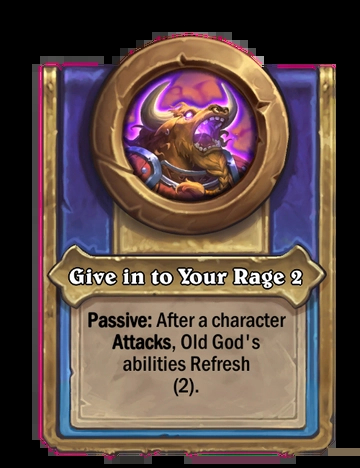 Give in to Your Rage 2
Passive: After a character
Attacks, Old God's
abilities Refresh
(2).